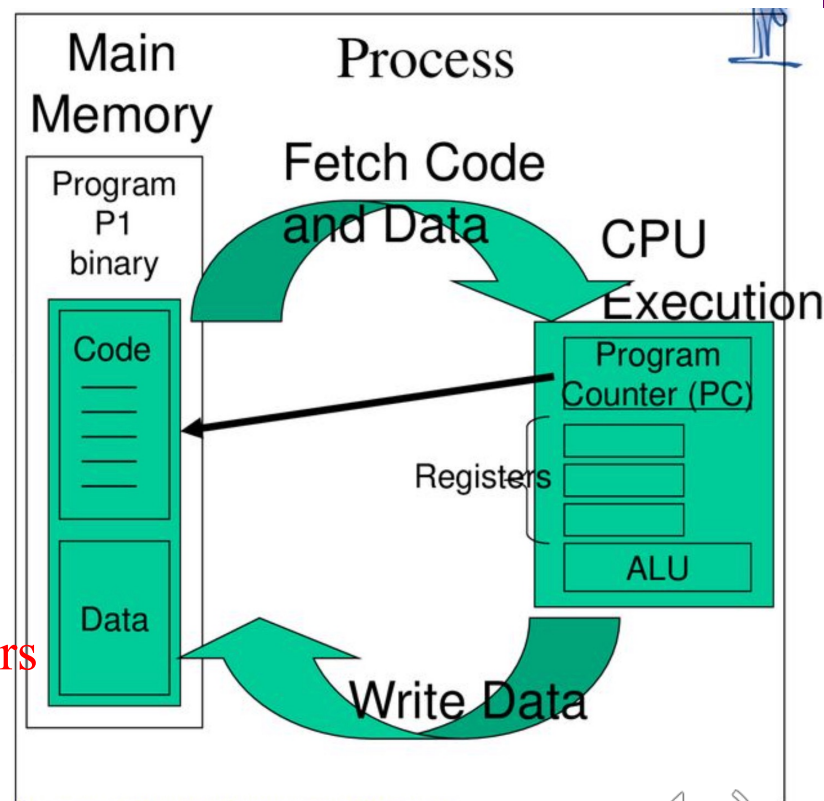 Main
Memory
Process
Program
P1
binary
Code
Data
rs
Fetch Code
and Data
CPU
Execution
Program
Counter (PC)
Registers
ALU
Write Data